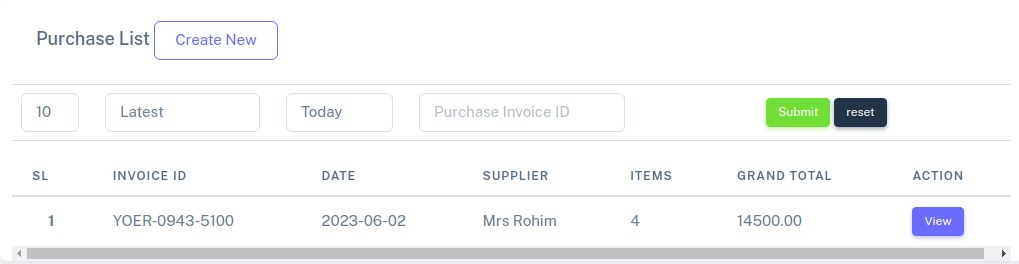 Purchase List Create New
10 Latest Today Purchase Invoice ID Submit reset
SL INVOICE ID DATE SUPPLIER ITEMS GRAND TOTAL ACTION
1 YOER-0943-5100 2023-06-02 Mrs Rohim 4 14500.00 View